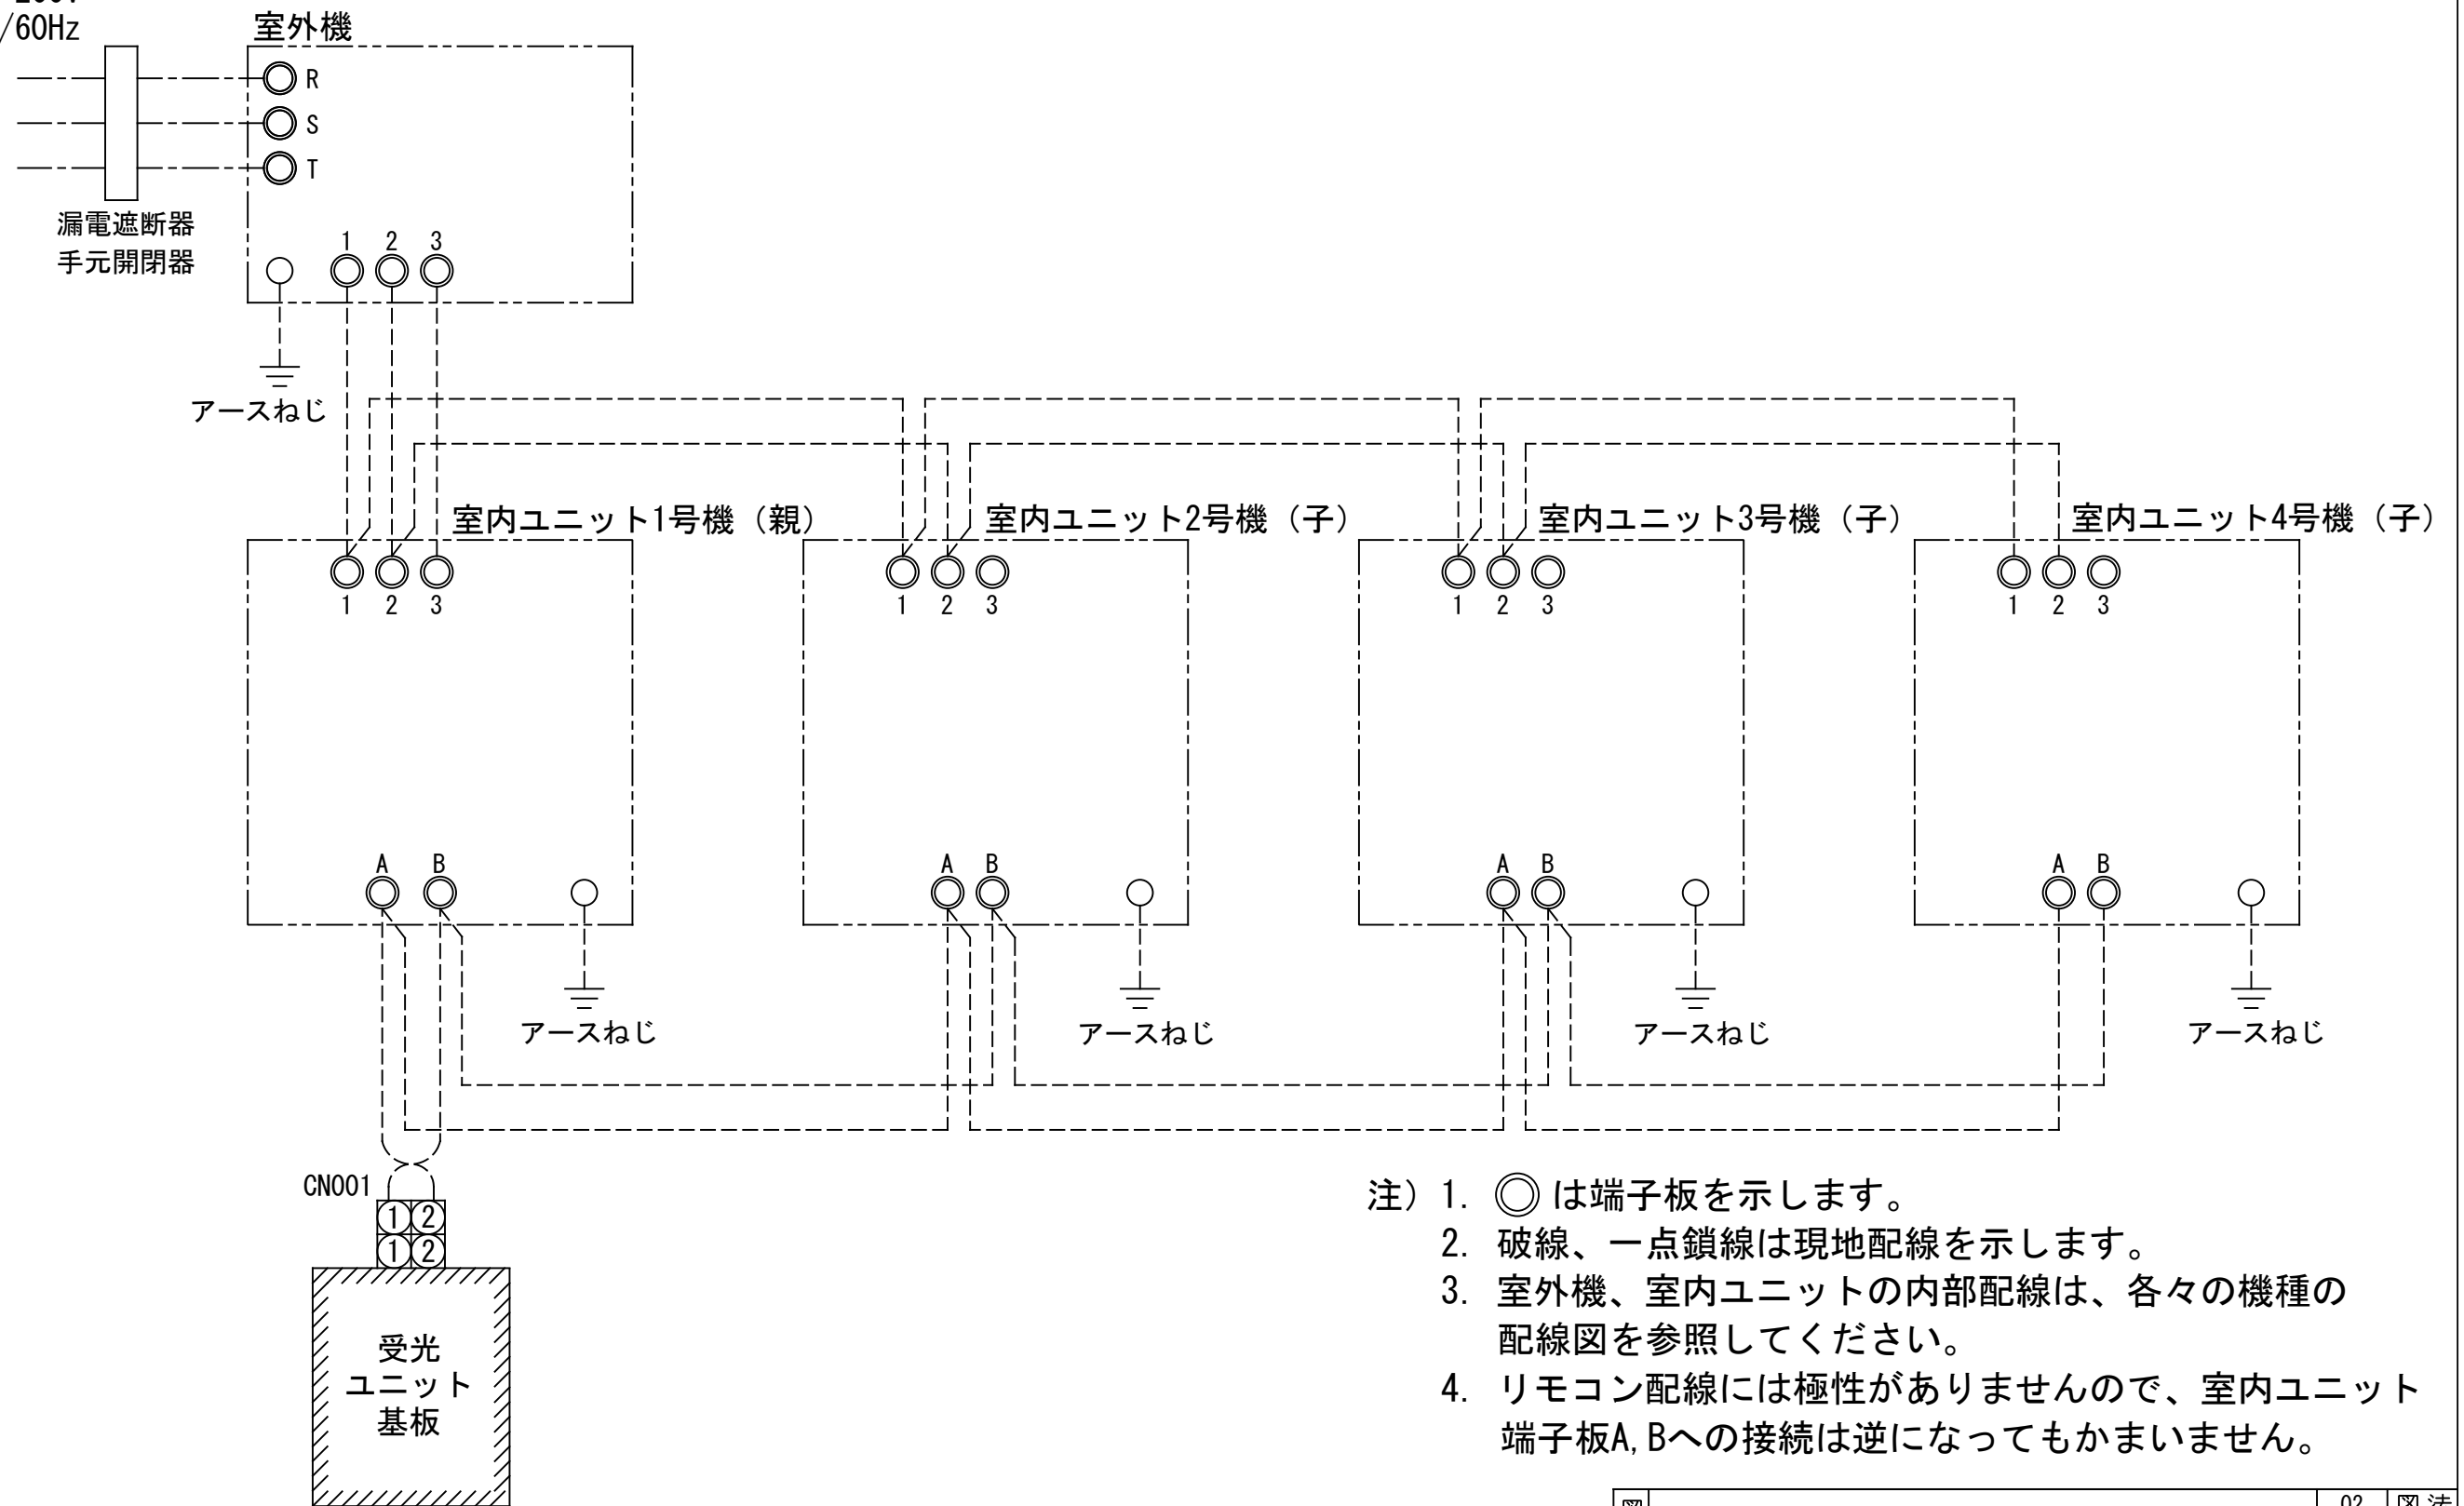 /60Hz
室外機
R
S
T
漏電遮断器
手元開閉器
1 2 3
アースねじ
室内ユニット1号機（親）
室内ユニット2号機（子）
室内ユニット3号機（子）
室内ユニット4号機（子）
1 2 3
1 2 3
1 2 3
1 2 3
A B
A B
A B
A B
アースねじ
アースねじ
アースねじ
アースねじ
CN001
1 2
1 2
受光
ユニット
基板
注）1. ◎は端子板を示します。
2. 破線、一点鎖線は現地配線を示します。
3. 室外機、室内ユニットの内部配線は、各々の機種の
配線図を参照してください。
4. リモコン配線には極性がありませんので、室内ユニット
端子板A,Bへの接続は逆になってもかまいません。